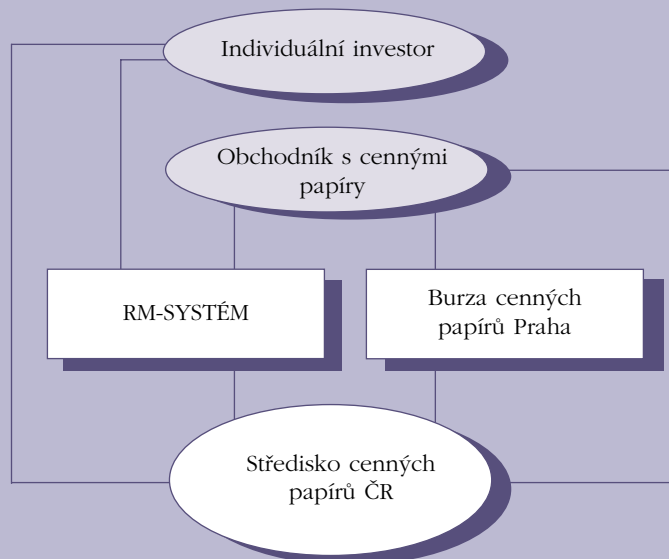 Individuální investor
Obchodník s cennými
papíry
RM-SYSTÉM
Burza cenných
papírů Praha
Středisko cenných
papírů ČR